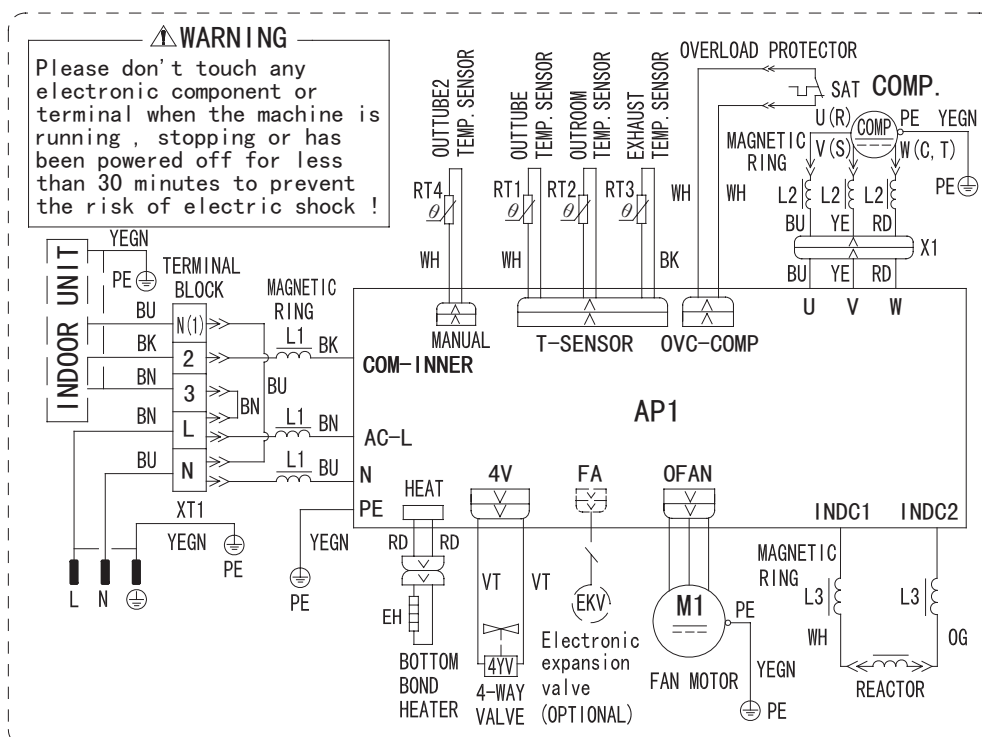 WARNING
Please don't touch any
electronic component or
terminal when the machine is
running , stopping or has
been powered off for less
than 30 minutes to prevent
the risk of electric shock !
OUTTUBE2
TEMP. SENSOR
OUTTUBE
TEMP. SENSOR
OUTROOM
TEMP. SENSOR
EXHAUST
TEMP. SENSOR
OVERLOAD PROTECTOR
SAT
COMP.
U(R)
COMP
PE
YEGN
MAGNETIC
RING
V(S)
W(C, T)
PE
RT4
θ
RT1
θ
RT2
θ
RT3
θ
WH
WH
L2
L2
L2
BU
YE
RD
X1
WH
WH
BK
BU
YE
RD
U
V
W
YEGN
PE
INDOOR UNIT
TERMINAL
BLOCK
MAGNETIC
RING
BU
N(1)
BK
2
L1
BK
COM-INNER
MANUAL
T-SENSOR
OVC-COMP
BN
3
BU
BN
AP1
BN
L
L1
BN
AC-L
BU
N
L1
BU
N
XT1
PE
HEAT
4V
FA
OFAN
INDC1
INDC2
YEGN
PE
YEGN
PE
L
N
RD
RD
VT
VT
EH
BOTTOM
BOND
HEATER
4YV
4-WAY
VALVE
EKV
Electronic
expansion
valve
(OPTIONAL)
M1
PE
YEGN
FAN MOTOR
PE
MAGNETIC
RING
L3
L3
WH
OG
REACTOR